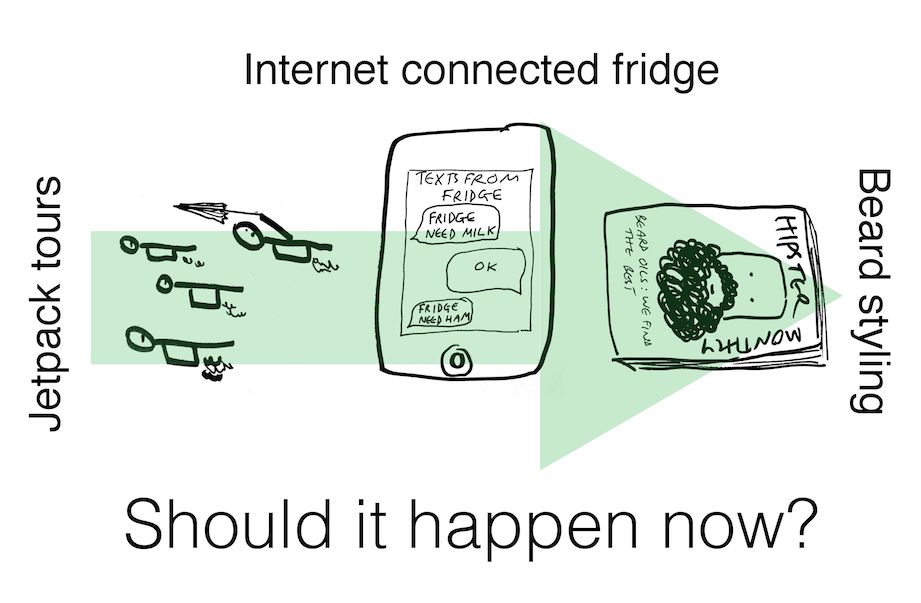 Internet connected fridge
Jetpack tours
TEXTS FROM
FRIDGE
FRIDGE
NEED MILK
OK
FRIDGE
NEED HAM
HIPSTER
MONTHLY
BEARD OILS: WE FIND
THE BEST
Beard styling
Should it happen now?